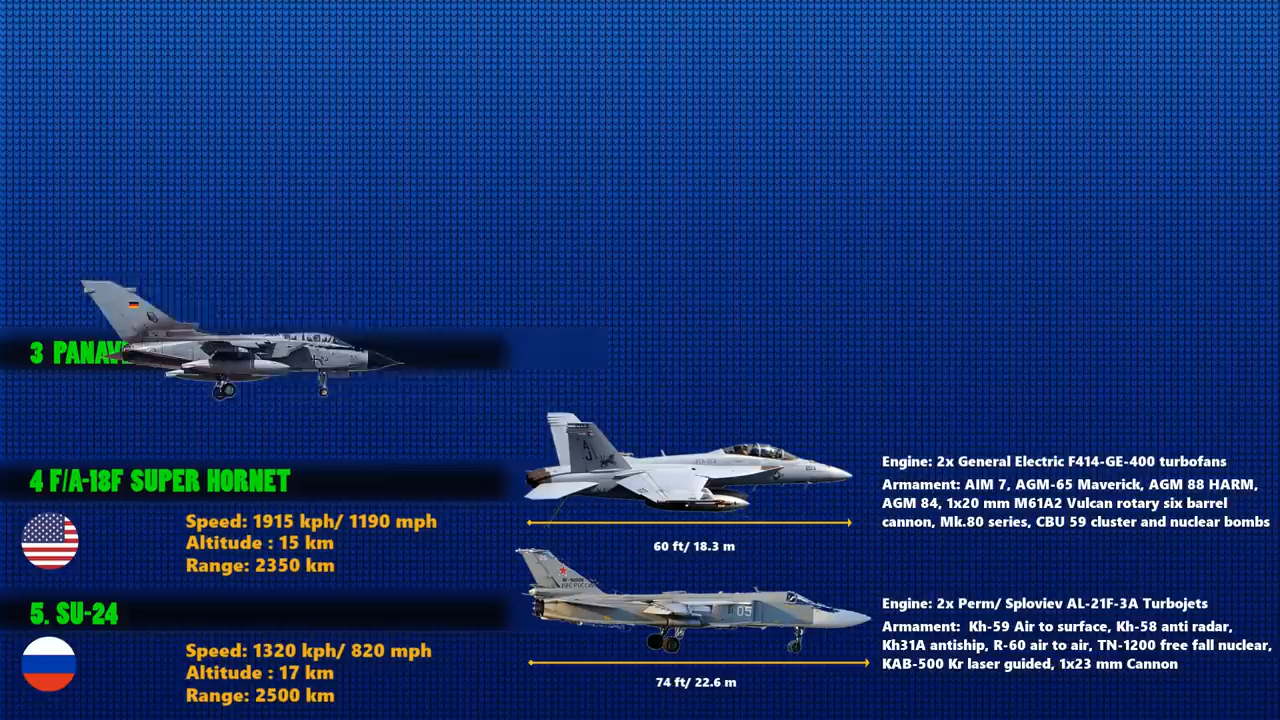 3 PANAV
4 F/A-18F SUPER HORNET
Speed: 1915 kph/ 1190 mph
Altitude : 15 km
Range: 2350 km
60 ft/ 18.3 m
Engine: 2x General Electric F414-GE-400 turbofans
Armament: AIM 7, AGM-65 Maverick, AGM 88 HARM,
AGM 84, 1x20 mm M61A2 Vulcan rotary six barrel
cannon, Mk.80 series, CBU 59 cluster and nuclear bombs
5. SU-24
Speed: 1320 kph/ 820 mph
Altitude : 17 km
Range: 2500 km
05
74 ft/ 22.6 m
Engine: 2x Perm/ Sploviev AL-21F-3A Turbojets
Armament:  Kh-59 Air to surface, Kh-58 anti radar,
Kh31A antiship, R-60 air to air, TN-1200 free fall nuclear,
KAB-500 Kr laser guided, 1x23 mm Cannon